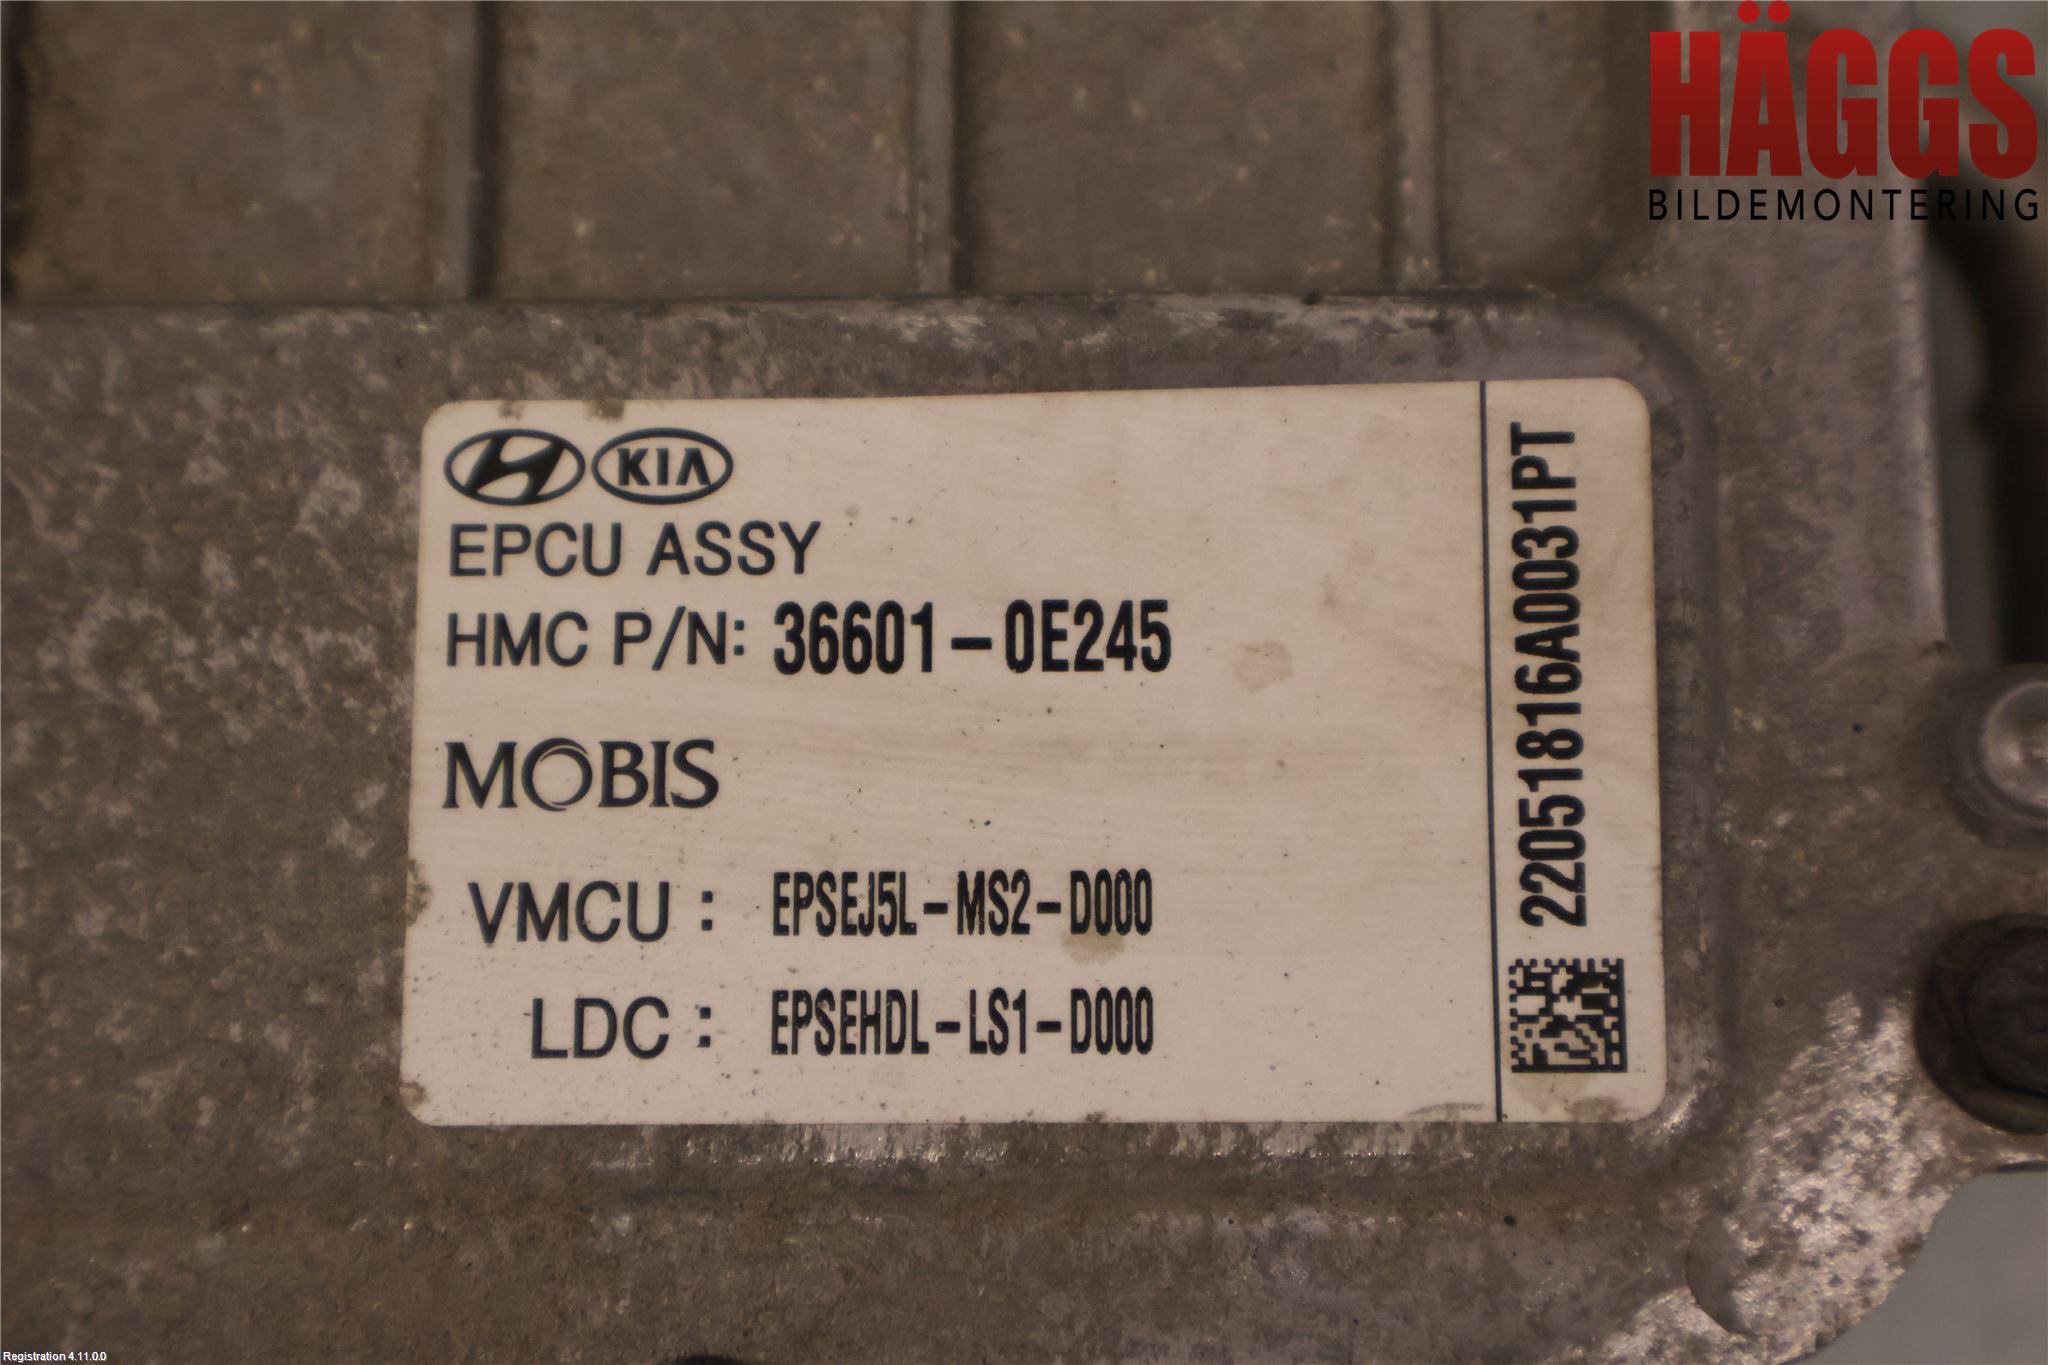 HÄGGS
BILDEMONTERING
KIA
EPCU ASSY
HMC P/N: 36601-0E245
MOBIS
VMCU : EPSEJ5L-MS2-D000
LDC : EPSEHDL-LS1-D000
22051816A0031PT
Registration 4.11.0.0